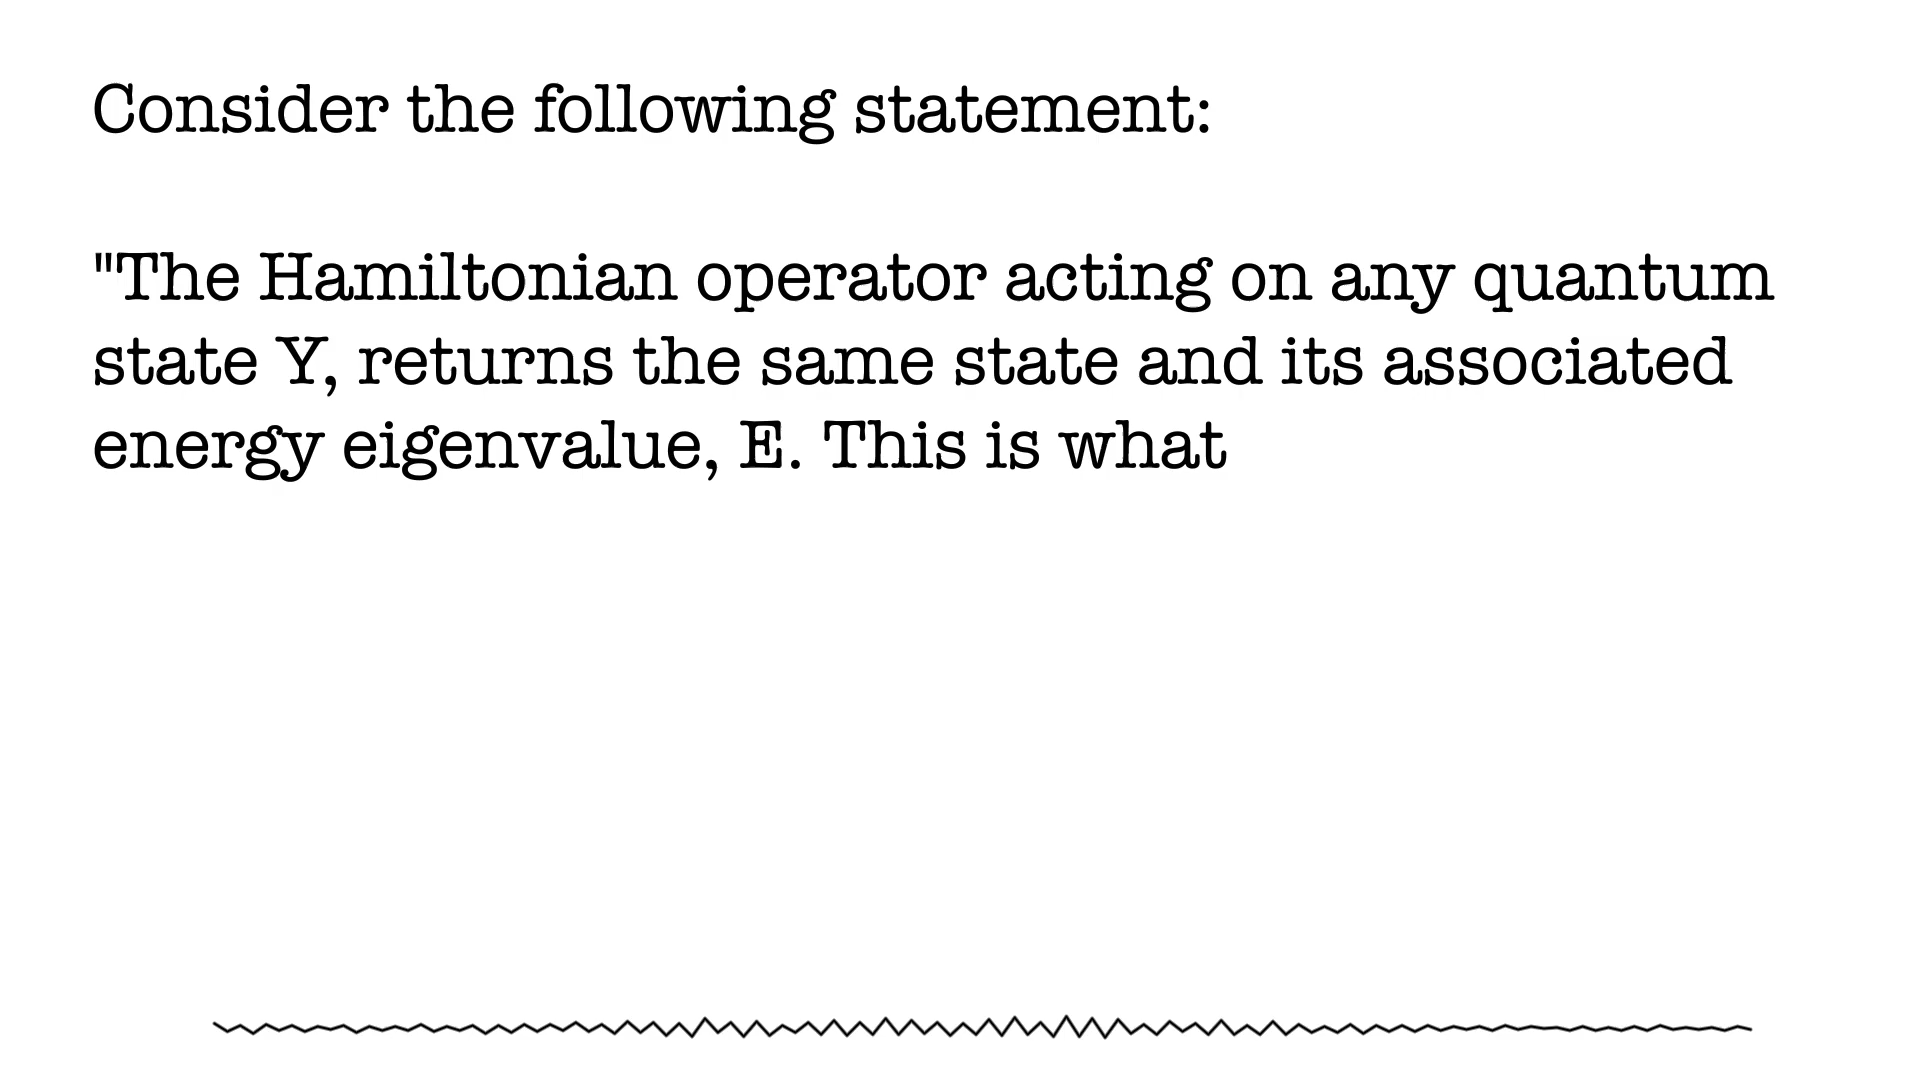 Consider the following statement:
"The Hamiltonian operator acting on any quantum
state Y, returns the same state and its associated
energy eigenvalue, E. This is what